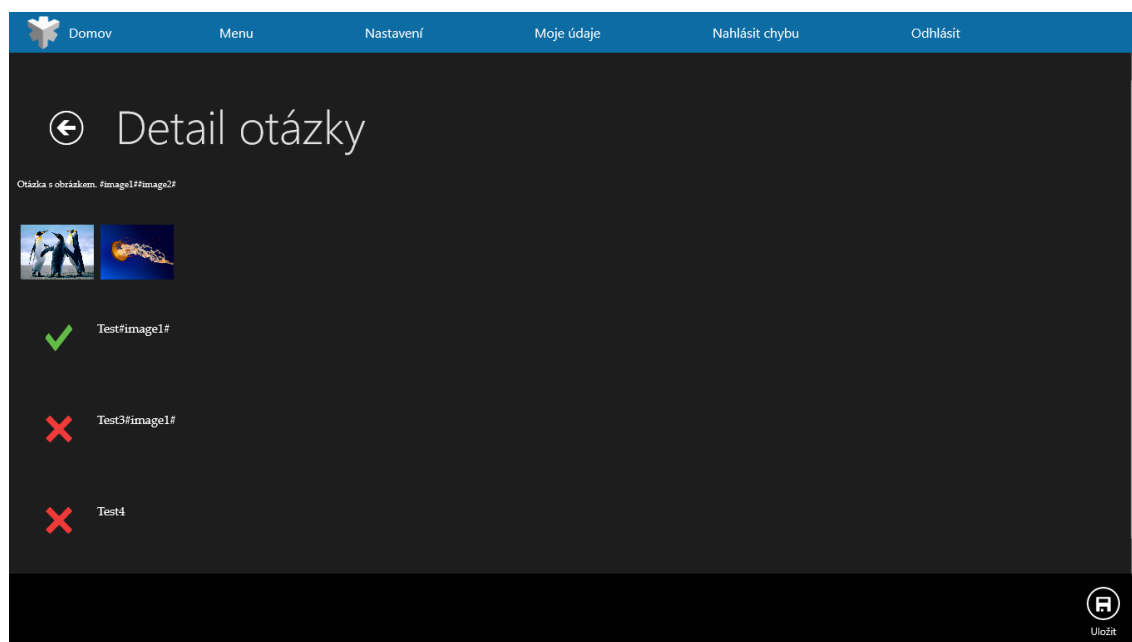 Domov Menu Nastavení Moje údaje Nahlásit chybu Odhlásit
Detail otázky
Otázka s obrázkem. #image1##image2#
Test#image1#
Test3#image1#
Test4
Uložit